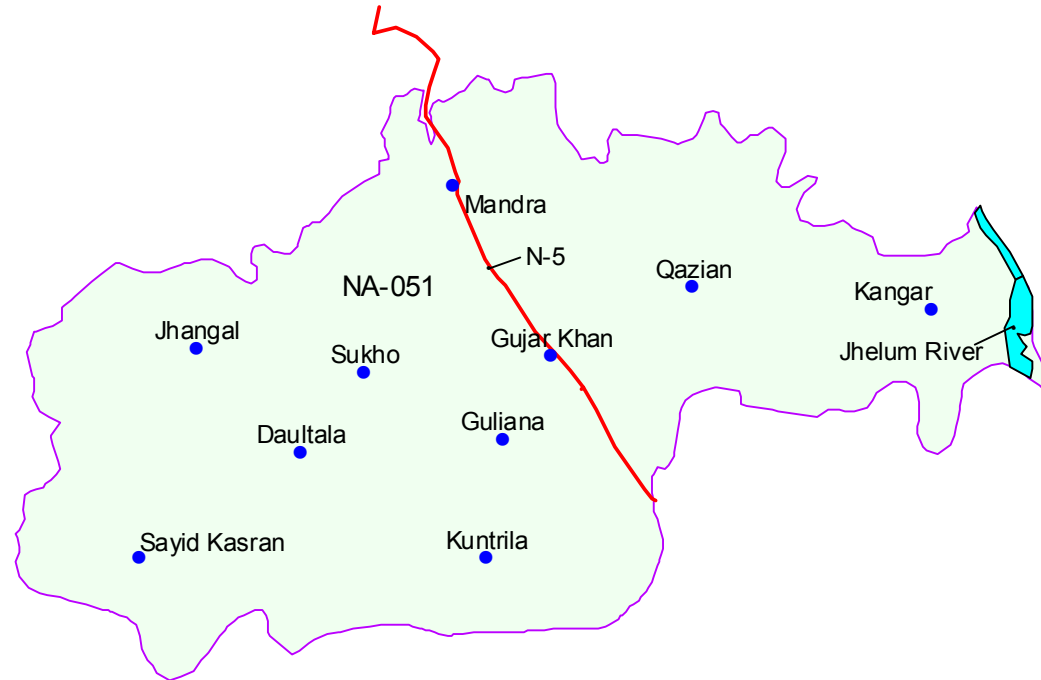 Mandra
N-5
Qazian
NA-051
Kangar
Jhangal
Gujar Khan
Sukho
Jhelum River
Guliana
Daultala
Sayid Kasran
Kuntrila